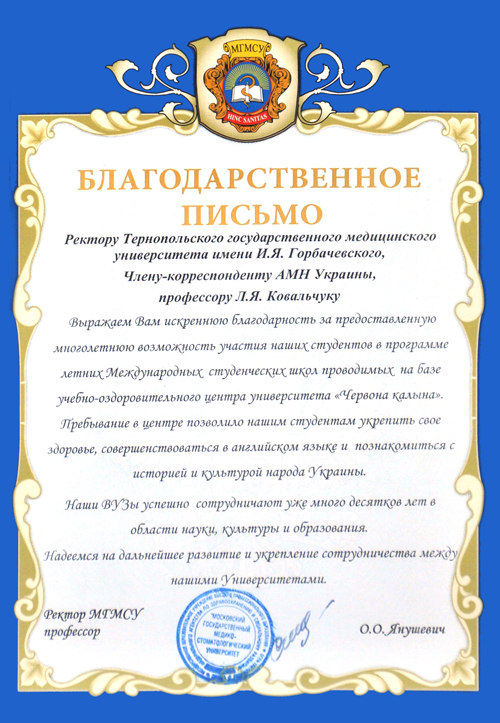 МГМСУ
HINC SANITAS
БЛАГОДАРСТВЕННОЕ
ПИСЬМО
Ректору Тернопольского государственного медицинского
университета имени И.Я. Горбачевского,
Члену-корреспонденту АМН Украины,
профессору Л.Я. Ковальчуку
Выражаем Вам искреннюю благодарность за предоставленную
многолетнюю возможность участия наших студентов в программе
летних Международных студенческих школ проводимых на базе
учебно-оздоровительного центра университета «Червона калына».
Пребывание в центре позволило нашим студентам укрепить свое
здоровье, совершенствоваться в английском языке и познакомиться с
историей и культурой народа Украины.
Наши ВУЗы успешно сотрудничают уже много десятков лет в
области науки, культуры и образования.
Надеемся на дальнейшее развитие и укрепление сотрудничества между
нашими Университетами.
Ректор МГМСУ
профессор
О.О. Янушевич
"МОСКОВСКИЙ
ГОСУДАРСТВЕННЫЙ
МЕДИКО-
СТОМАТОЛОГИЧЕСКИЙ
УНИВЕРСИТЕТ"